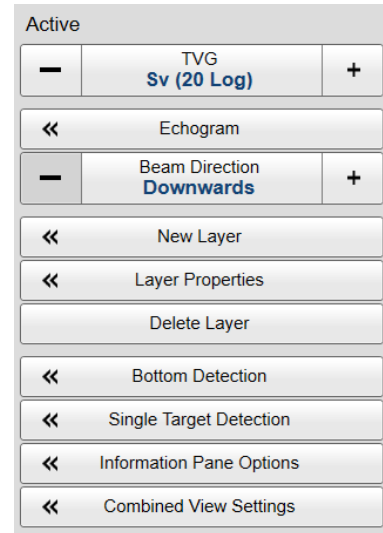 Active
TVG
Sv (20 Log)
Echogram
Beam Direction
Downwards
New Layer
Layer Properties
Delete Layer
Bottom Detection
Single Target Detection
Information Pane Options
Combined View Settings